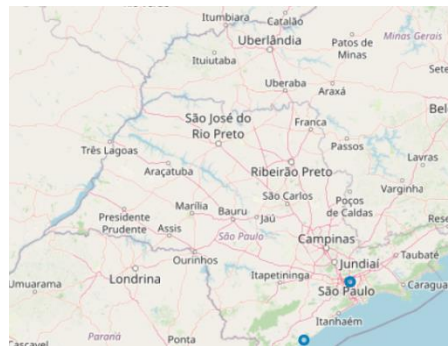 Itumbiara
Catalão
Uberlândia
Patos de
Minas
Minas Gerais
Ituiutaba
Uberaba
Araxá
São José do
Rio Preto
Franca
Passos
Três Lagoas
Araçatuba
Ribeirão Preto
Lavras
Varginha
São Carlos
Poços
de Caldas
Marília
Bauru
Jaú
Presidente
Prudente
Assis
São Paulo
Campinas
Ourinhos
Jundiaí
Taubaté
Londrina
Itapetininga
São Paulo
Umuarama
Itanhaém
Paraná
Ponta